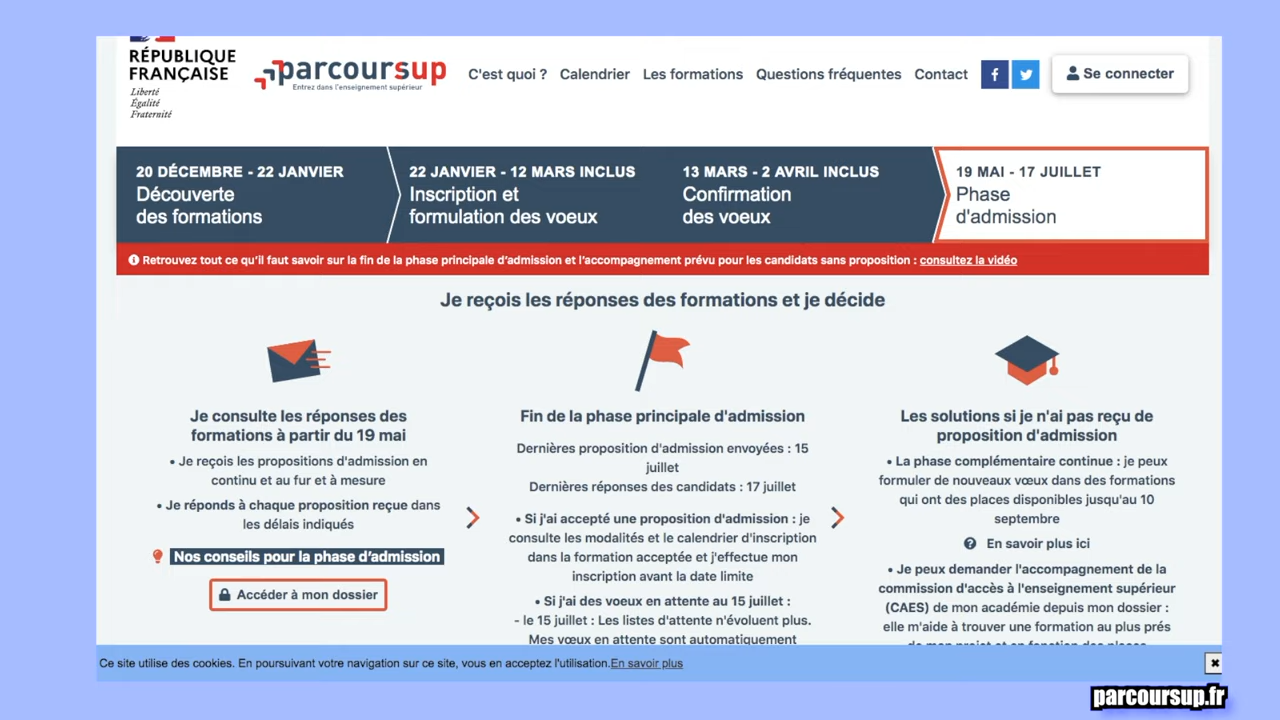 RÉPUBLIQUE
FRANÇAISE
Liberté
Égalité
Fraternité
parcoursup
Entrez dans l'enseignement supérieur
C'est quoi ? Calendrier Les formations Questions fréquentes Contact Se connecter
20 DÉCEMBRE - 22 JANVIER
Découverte
des formations
22 JANVIER - 12 MARS INCLUS
Inscription et
formulation des voeux
13 MARS - 2 AVRIL INCLUS
Confirmation
des voeux
19 MAI - 17 JUILLET
Phase
d'admission
Retrouvez tout ce qu'il faut savoir sur la fin de la phase principale d'admission et l'accompagnement prévu pour les candidats sans proposition : consultez la vidéo
Je reçois les réponses des formations et je décide
Je consulte les réponses des
formations à partir du 19 mai
• Je reçois les propositions d'admission en
continu et au fur et à mesure
• Je réponds à chaque proposition reçue dans
les délais indiqués
Nos conseils pour la phase d'admission
Accéder à mon dossier
Fin de la phase principale d'admission
Dernières proposition d'admission envoyées : 15
juillet
Dernières réponses des candidats : 17 juillet
• Si j'ai accepté une proposition d'admission : je
consulte les modalités et le calendrier d'inscription
dans la formation acceptée et j'effectue mon
inscription avant la date limite
• Si j'ai des voeux en attente au 15 juillet :
- le 15 juillet : Les listes d'attente n'évoluent plus.
Mes vœux en attente sont automatiquement
Les solutions si je n'ai pas reçu de
proposition d'admission
• La phase complémentaire continue : je peux
formuler de nouveaux vœux dans des formations
qui ont des places disponibles jusqu'au 10
septembre
En savoir plus ici
• Je peux demander l'accompagnement de la
commission d'accès à l'enseignement supérieur
(CAES) de mon académie depuis mon dossier :
elle m'aide à trouver une formation au plus prés
de mon projet et en fonction des places
Ce site utilise des cookies. En poursuivant votre navigation sur ce site, vous en acceptez l'utilisation.En savoir plus
parcoursup.fr